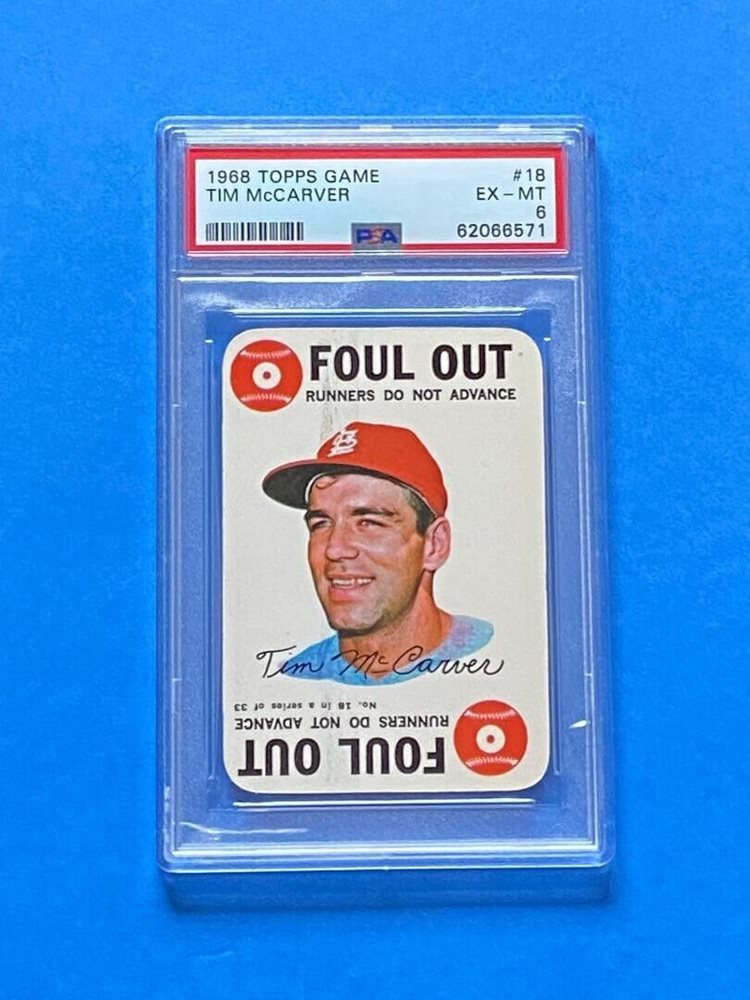 1968 TOPPS GAME #18
TIM McCARVER EX-MT
6
PSA 62066571
FOUL OUT
RUNNERS DO NOT ADVANCE
StL
Tim McCarver
No. 18 in a series of 33
RUNNERS DO NOT ADVANCE
FOUL OUT